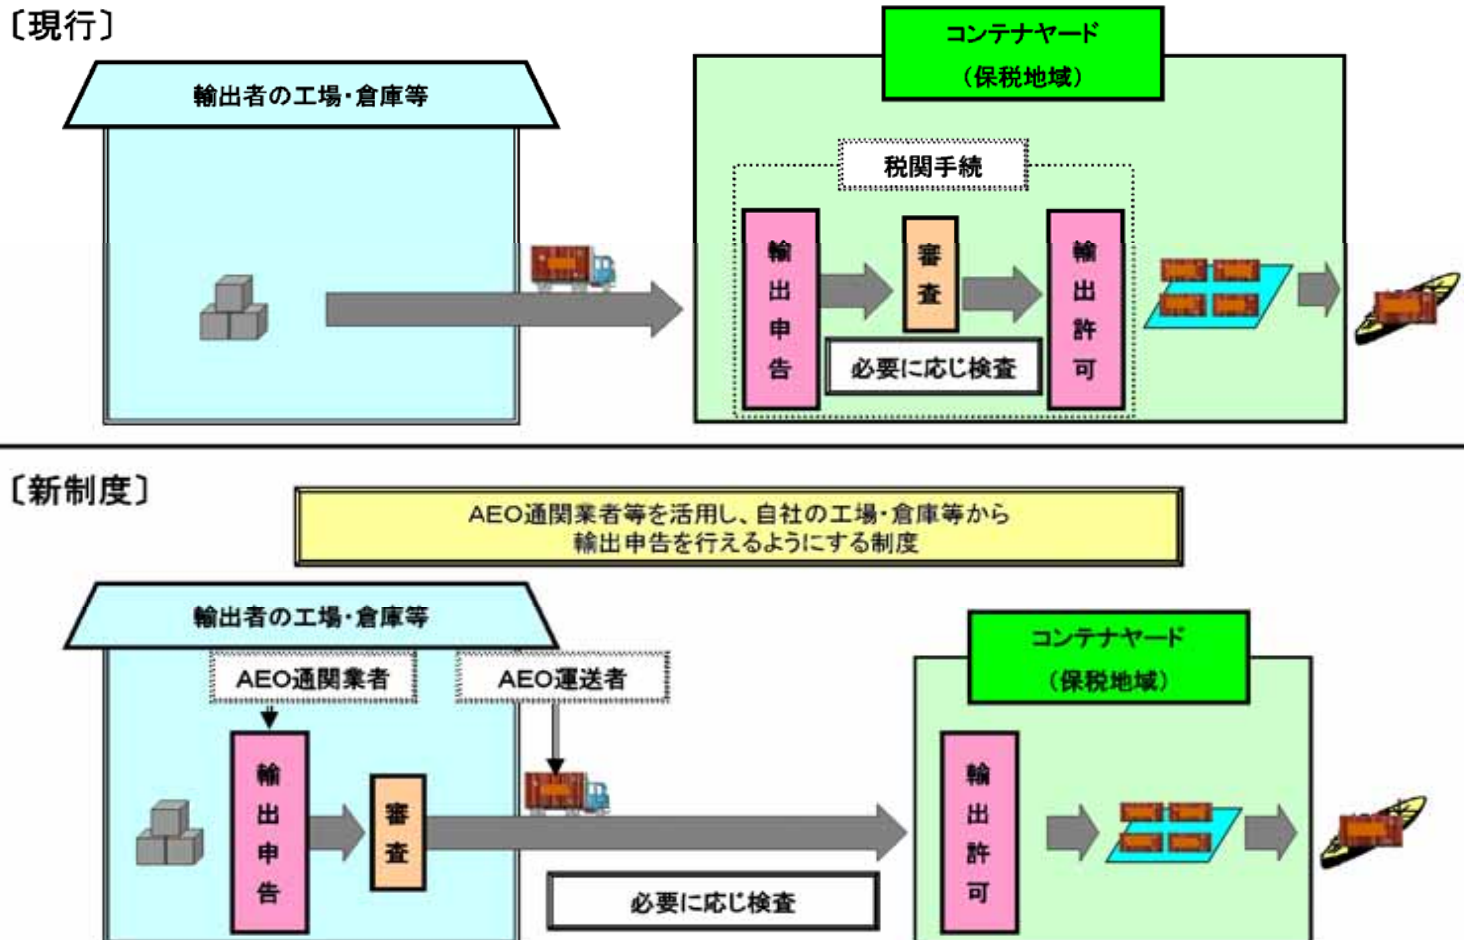 〔現行〕
輸出者の工場・倉庫等
コンテナヤード
(保税地域)
税関手続
輸出申告
審査
輸出許可
必要に応じ検査
〔新制度〕
AEO通関業者等を活用し、自社の工場・倉庫等から
輸出申告を行えるようにする制度
輸出者の工場・倉庫等
AEO通関業者
AEO運送者
コンテナヤード
(保税地域)
輸出申告
審査
輸出許可
必要に応じ検査